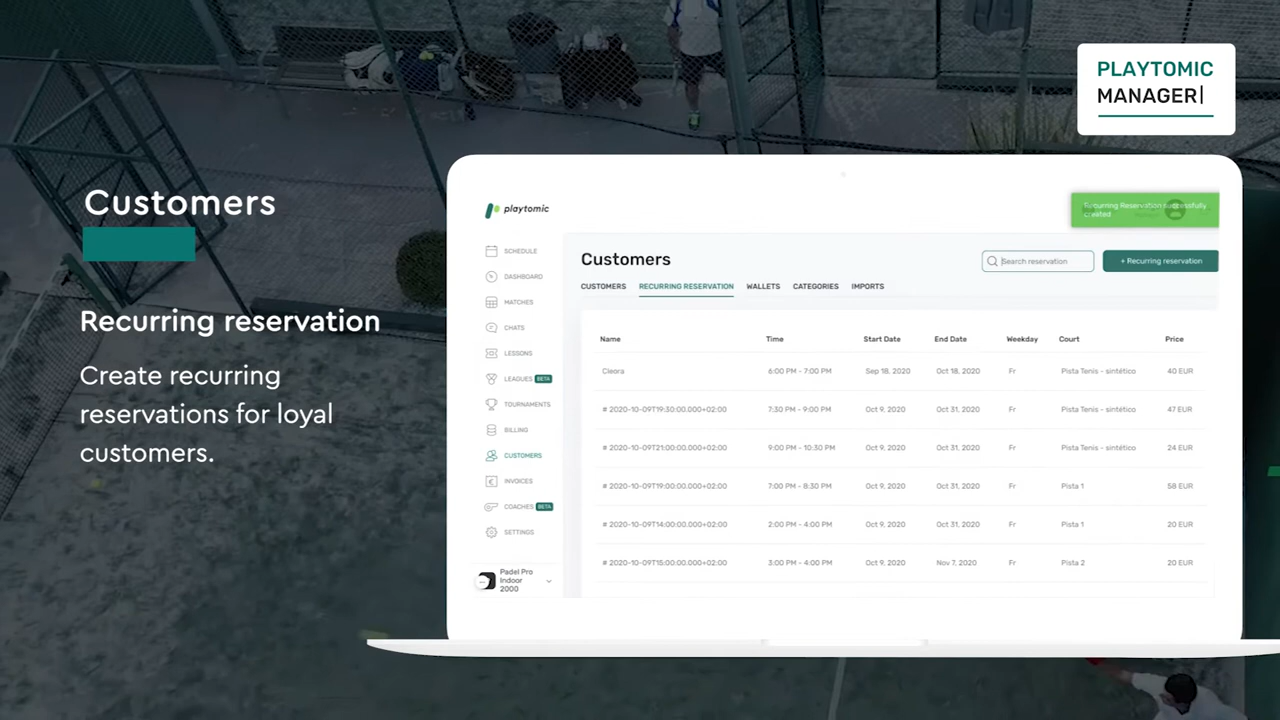 PLAYTOMIC
MANAGER|
Customers
Recurring reservation
Create recurring
reservations for loyal
customers.
playtomic
Recurring Reservation successfully
created
SCHEDULE
DASHBOARD
MATCHES
CHATS
LESSONS
LEAGUES BETA
TOURNAMENTS
BILLING
CUSTOMERS
INVOICES
COACHES BETA
SETTINGS
Padel Pro
Indoor
2000
Customers
Search reservation
+ Recurring reservation
CUSTOMERS RECURRING RESERVATION WALLETS CATEGORIES IMPORTS
Name Time Start Date End Date Weekday Court Price
Cleora 6:00 PM - 7:00 PM Sep 18, 2020 Oct 18, 2020 Fr Pista Tenis - sintético 40 EUR
# 2020-10-09T19:30:00.000+02:00 7:30 PM - 9:00 PM Oct 9, 2020 Oct 31, 2020 Fr Pista Tenis - sintético 47 EUR
# 2020-10-09T21:00:00.000+02:00 9:00 PM - 10:30 PM Oct 9, 2020 Oct 31, 2020 Fr Pista Tenis - sintético 24 EUR
# 2020-10-09T19:00:00.000+02:00 7:00 PM - 8:30 PM Oct 9, 2020 Oct 31, 2020 Fr Pista 1 58 EUR
# 2020-10-09T14:00:00.000+02:00 2:00 PM - 4:00 PM Oct 9, 2020 Oct 31, 2020 Fr Pista 1 20 EUR
# 2020-10-09T15:00:00.000+02:00 3:00 PM - 4:00 PM Oct 9, 2020 Nov 7, 2020 Fr Pista 2 20 EUR